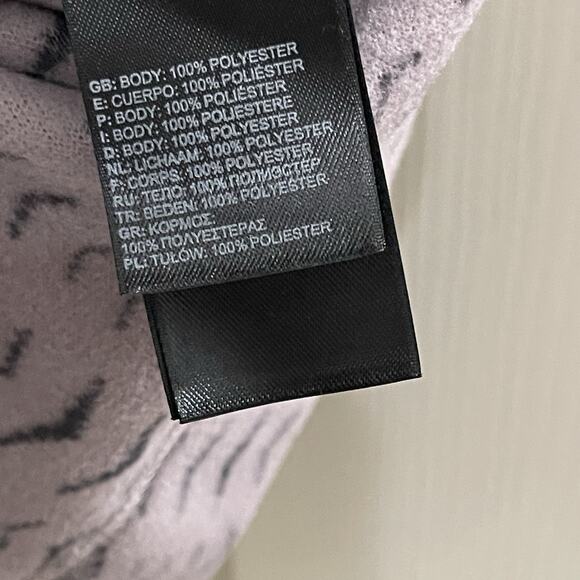 GB: BODY: 100% POLYESTER
E: CUERPO: 100% POLIÉSTER
P: BODY: 100% POLIÉSTER
I: BODY: 100% POLIESTERE
D: BODY: 100% POLYESTER
NL: LICHAAM: 100% POLYESTER
F: CORPS: 100% POLYESTER
RU: ТЕЛО: 100% ПОЛИЭСТЕР
TR: BEDEN: 100% POLYESTER
GR: ΚΟΡΜΟΣ:
100% ΠΟΛΥΕΣΤΕΡΑΣ
PL: TUŁÓW: 100% POLIESTER